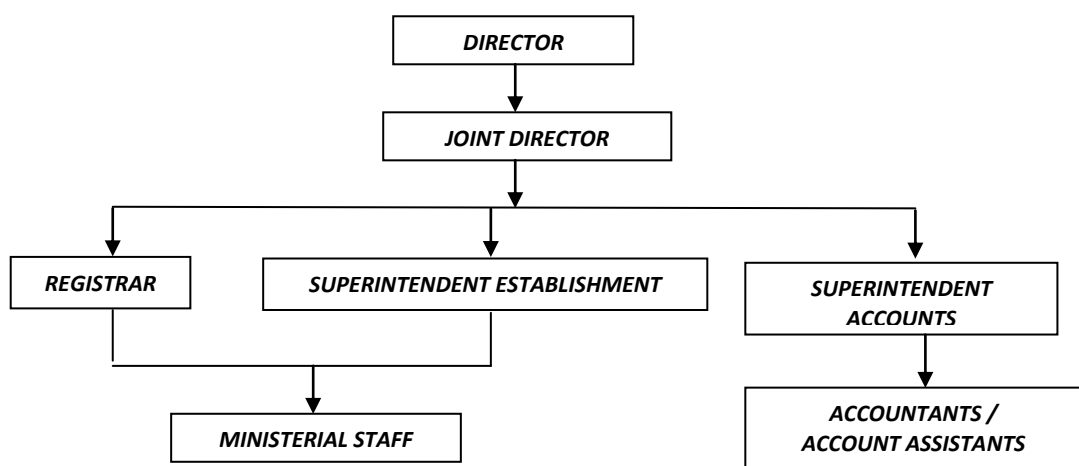 DIRECTOR
JOINT DIRECTOR
REGISTRAR
SUPERINTENDENT ESTABLISHMENT
SUPERINTENDENT
ACCOUNTS
MINISTERIAL STAFF
ACCOUNTANTS /
ACCOUNT ASSISTANTS